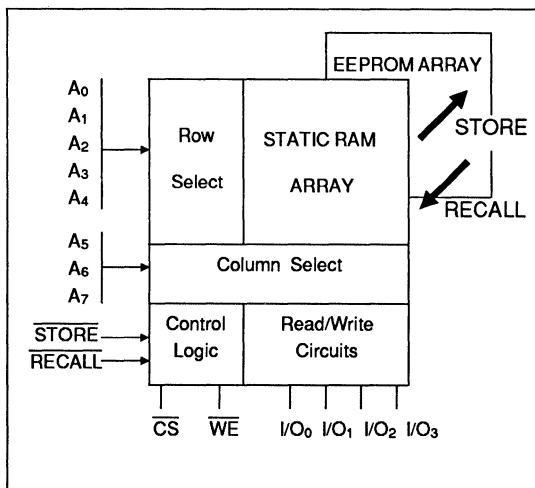 EEPROM ARRAY
A0
A1
A2
A3
A4
Row
Select
STATIC RAM
ARRAY
STORE
RECALL
A5
A6
A7
Column Select
STORE
RECALL
Control
Logic
Read/Write
Circuits
CS
WE
I/O0 I/O1 I/O2 I/O3